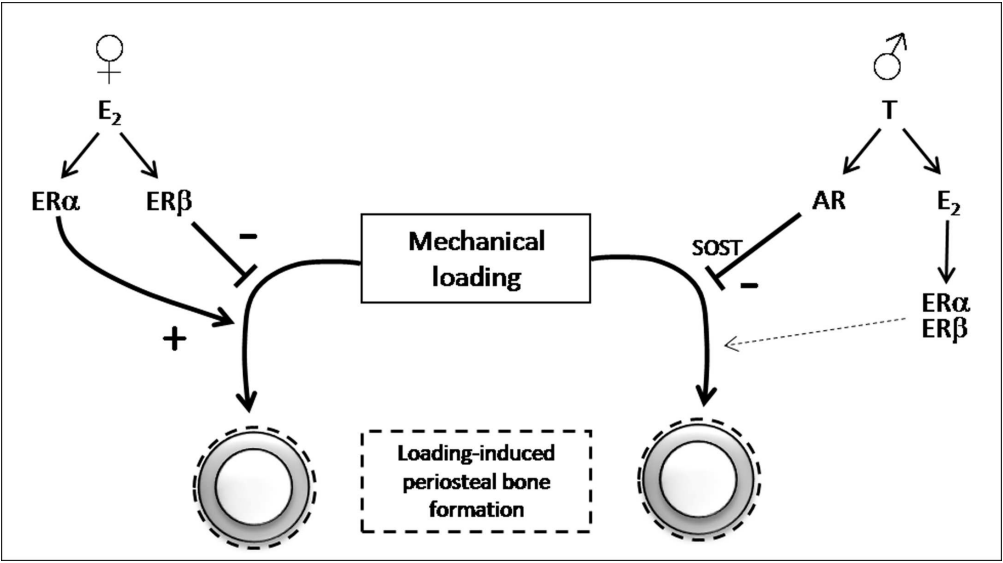 ♀
E₂
ERα
ERβ
−
+
Mechanical
loading
♂
T
AR
E₂
SOST
−
ERα
ERβ
Loading-induced
periosteal bone
formation